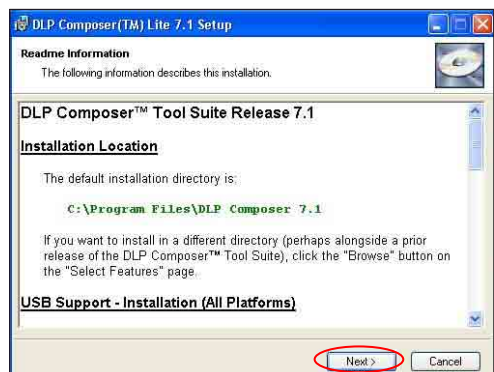 DLP Composer(TM) Lite 7.1 Setup
Readme Information
The following information describes this installation.
DLP Composer™ Tool Suite Release 7.1
Installation Location
The default installation directory is:
C:\Program Files\DLP Composer 7.1
If you want to install in a different directory (perhaps alongside a prior
release of the DLP Composer™ Tool Suite), click the "Browse" button on
the "Select Features" page.
USB Support - Installation (All Platforms)
Next >
Cancel